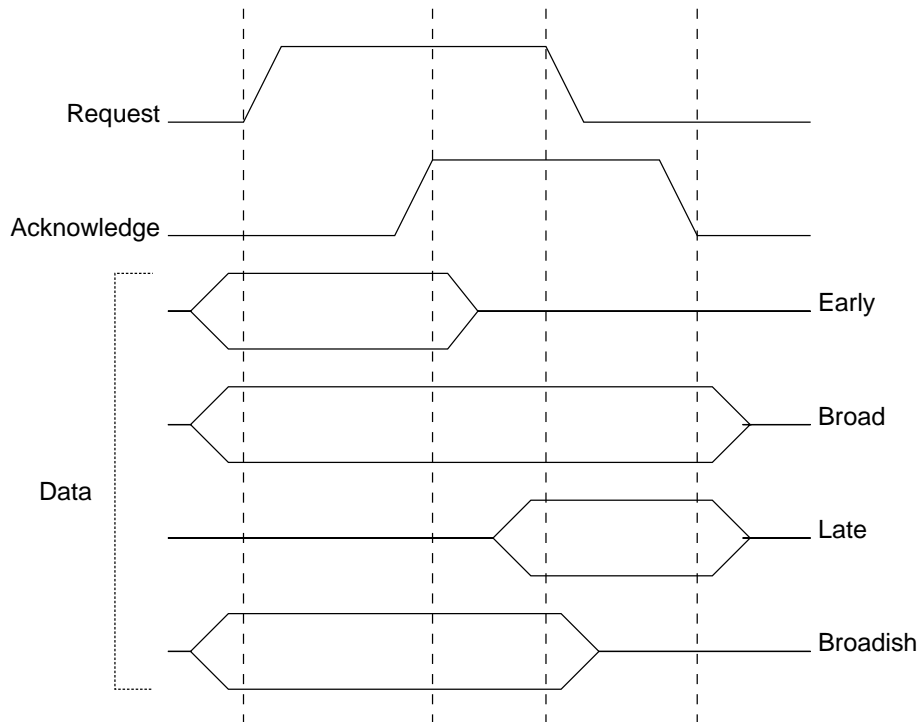 Request
Acknowledge
Early
Broad
Data
Late
Broadish